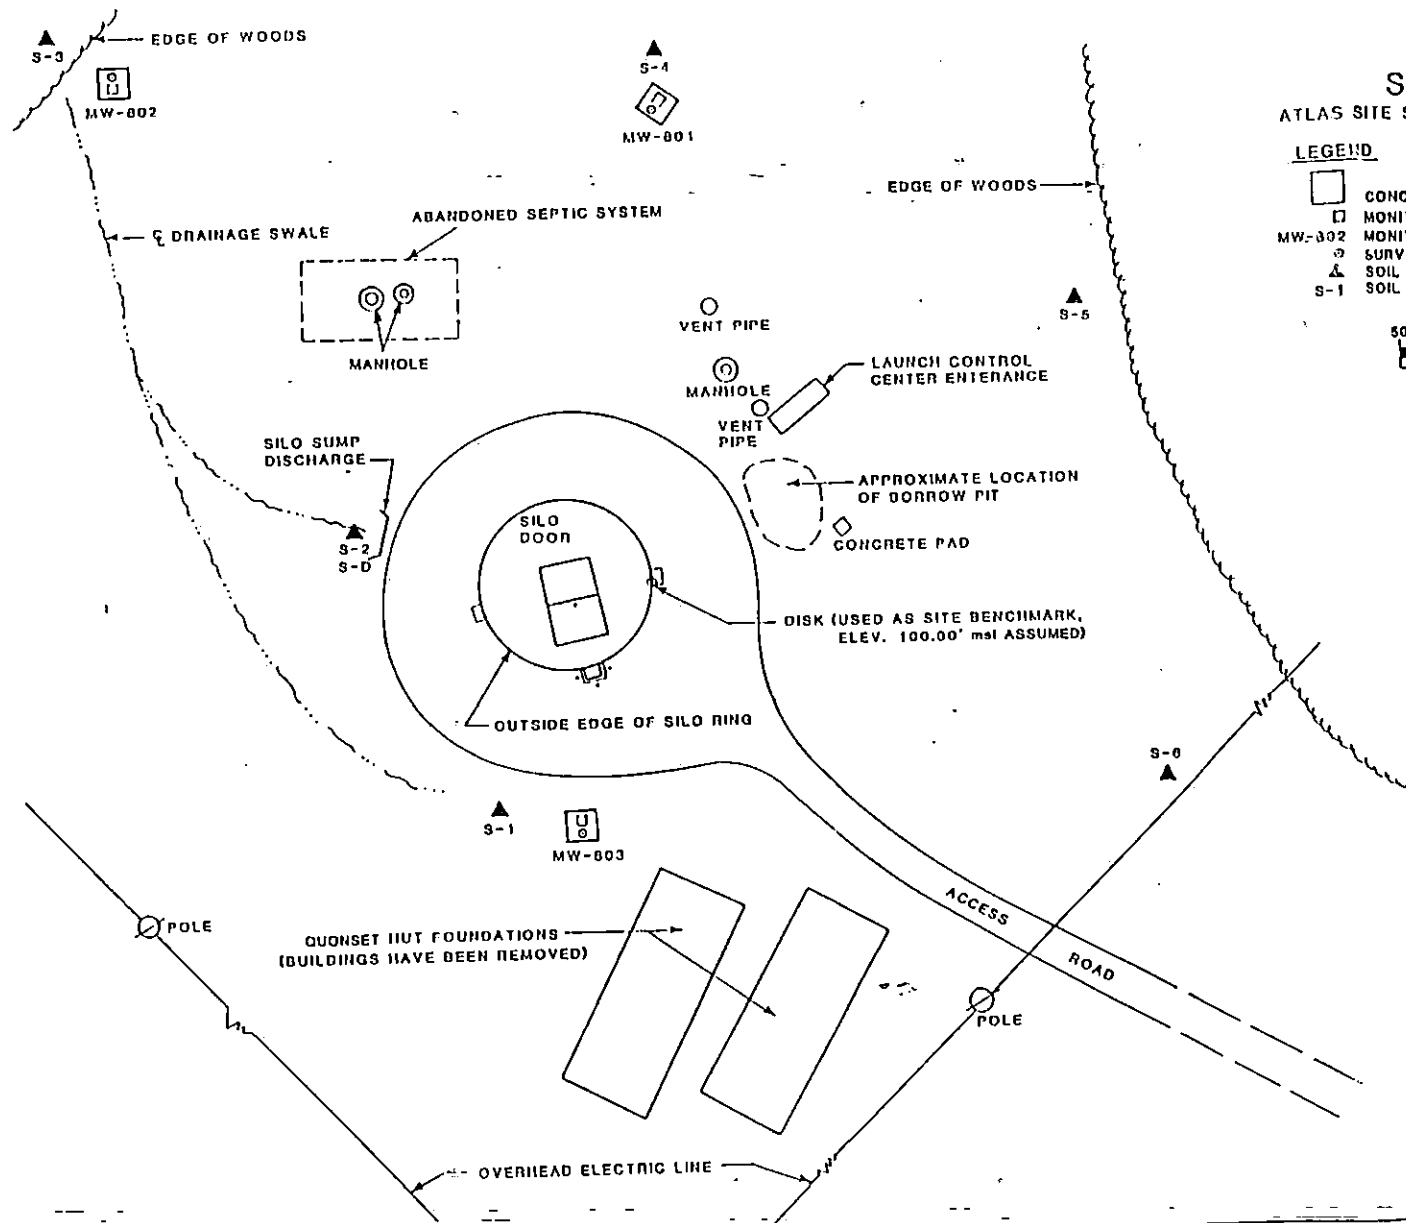 S-3
EDGE OF WOODS
MW-802
S-4
MW-801
S
ATLAS SITE S
LEGEND
CONC
MONI
MW-802 MONI
SURV
SOIL
S-1 SOIL
50
EDGE OF WOODS
ABANDONED SEPTIC SYSTEM
℄ DRAINAGE SWALE
MANHOLE
VENT PIPE
S-5
MANHOLE
LAUNCH CONTROL
CENTER ENTERANCE
VENT
PIPE
SILO SUMP
DISCHARGE
APPROXIMATE LOCATION
OF BORROW PIT
SILO
DOOR
S-2
S-D
CONCRETE PAD
DISK (USED AS SITE BENCHMARK,
ELEV. 100.00' msl ASSUMED)
OUTSIDE EDGE OF SILO RING
S-6
S-1
MW-803
ACCESS
ROAD
POLE
QUONSET HUT FOUNDATIONS
(BUILDINGS HAVE BEEN REMOVED)
POLE
OVERHEAD ELECTRIC LINE